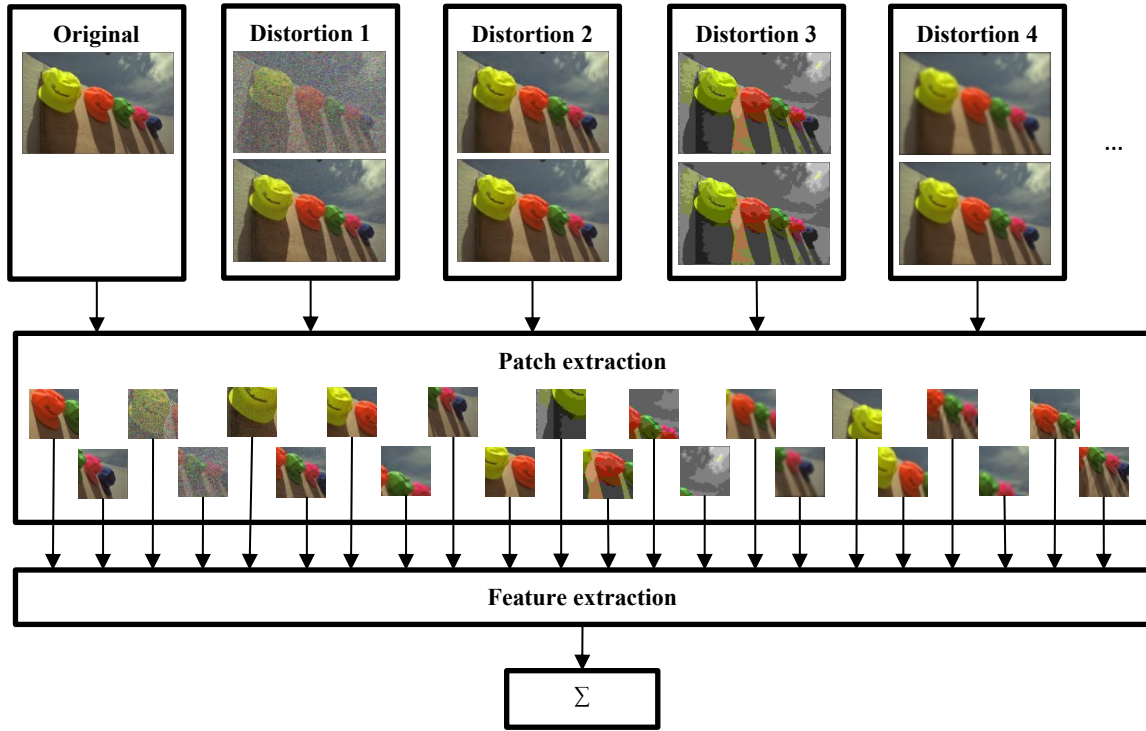 Original
Distortion 1
Distortion 2
Distortion 3
Distortion 4
...
Patch extraction
Feature extraction
∑